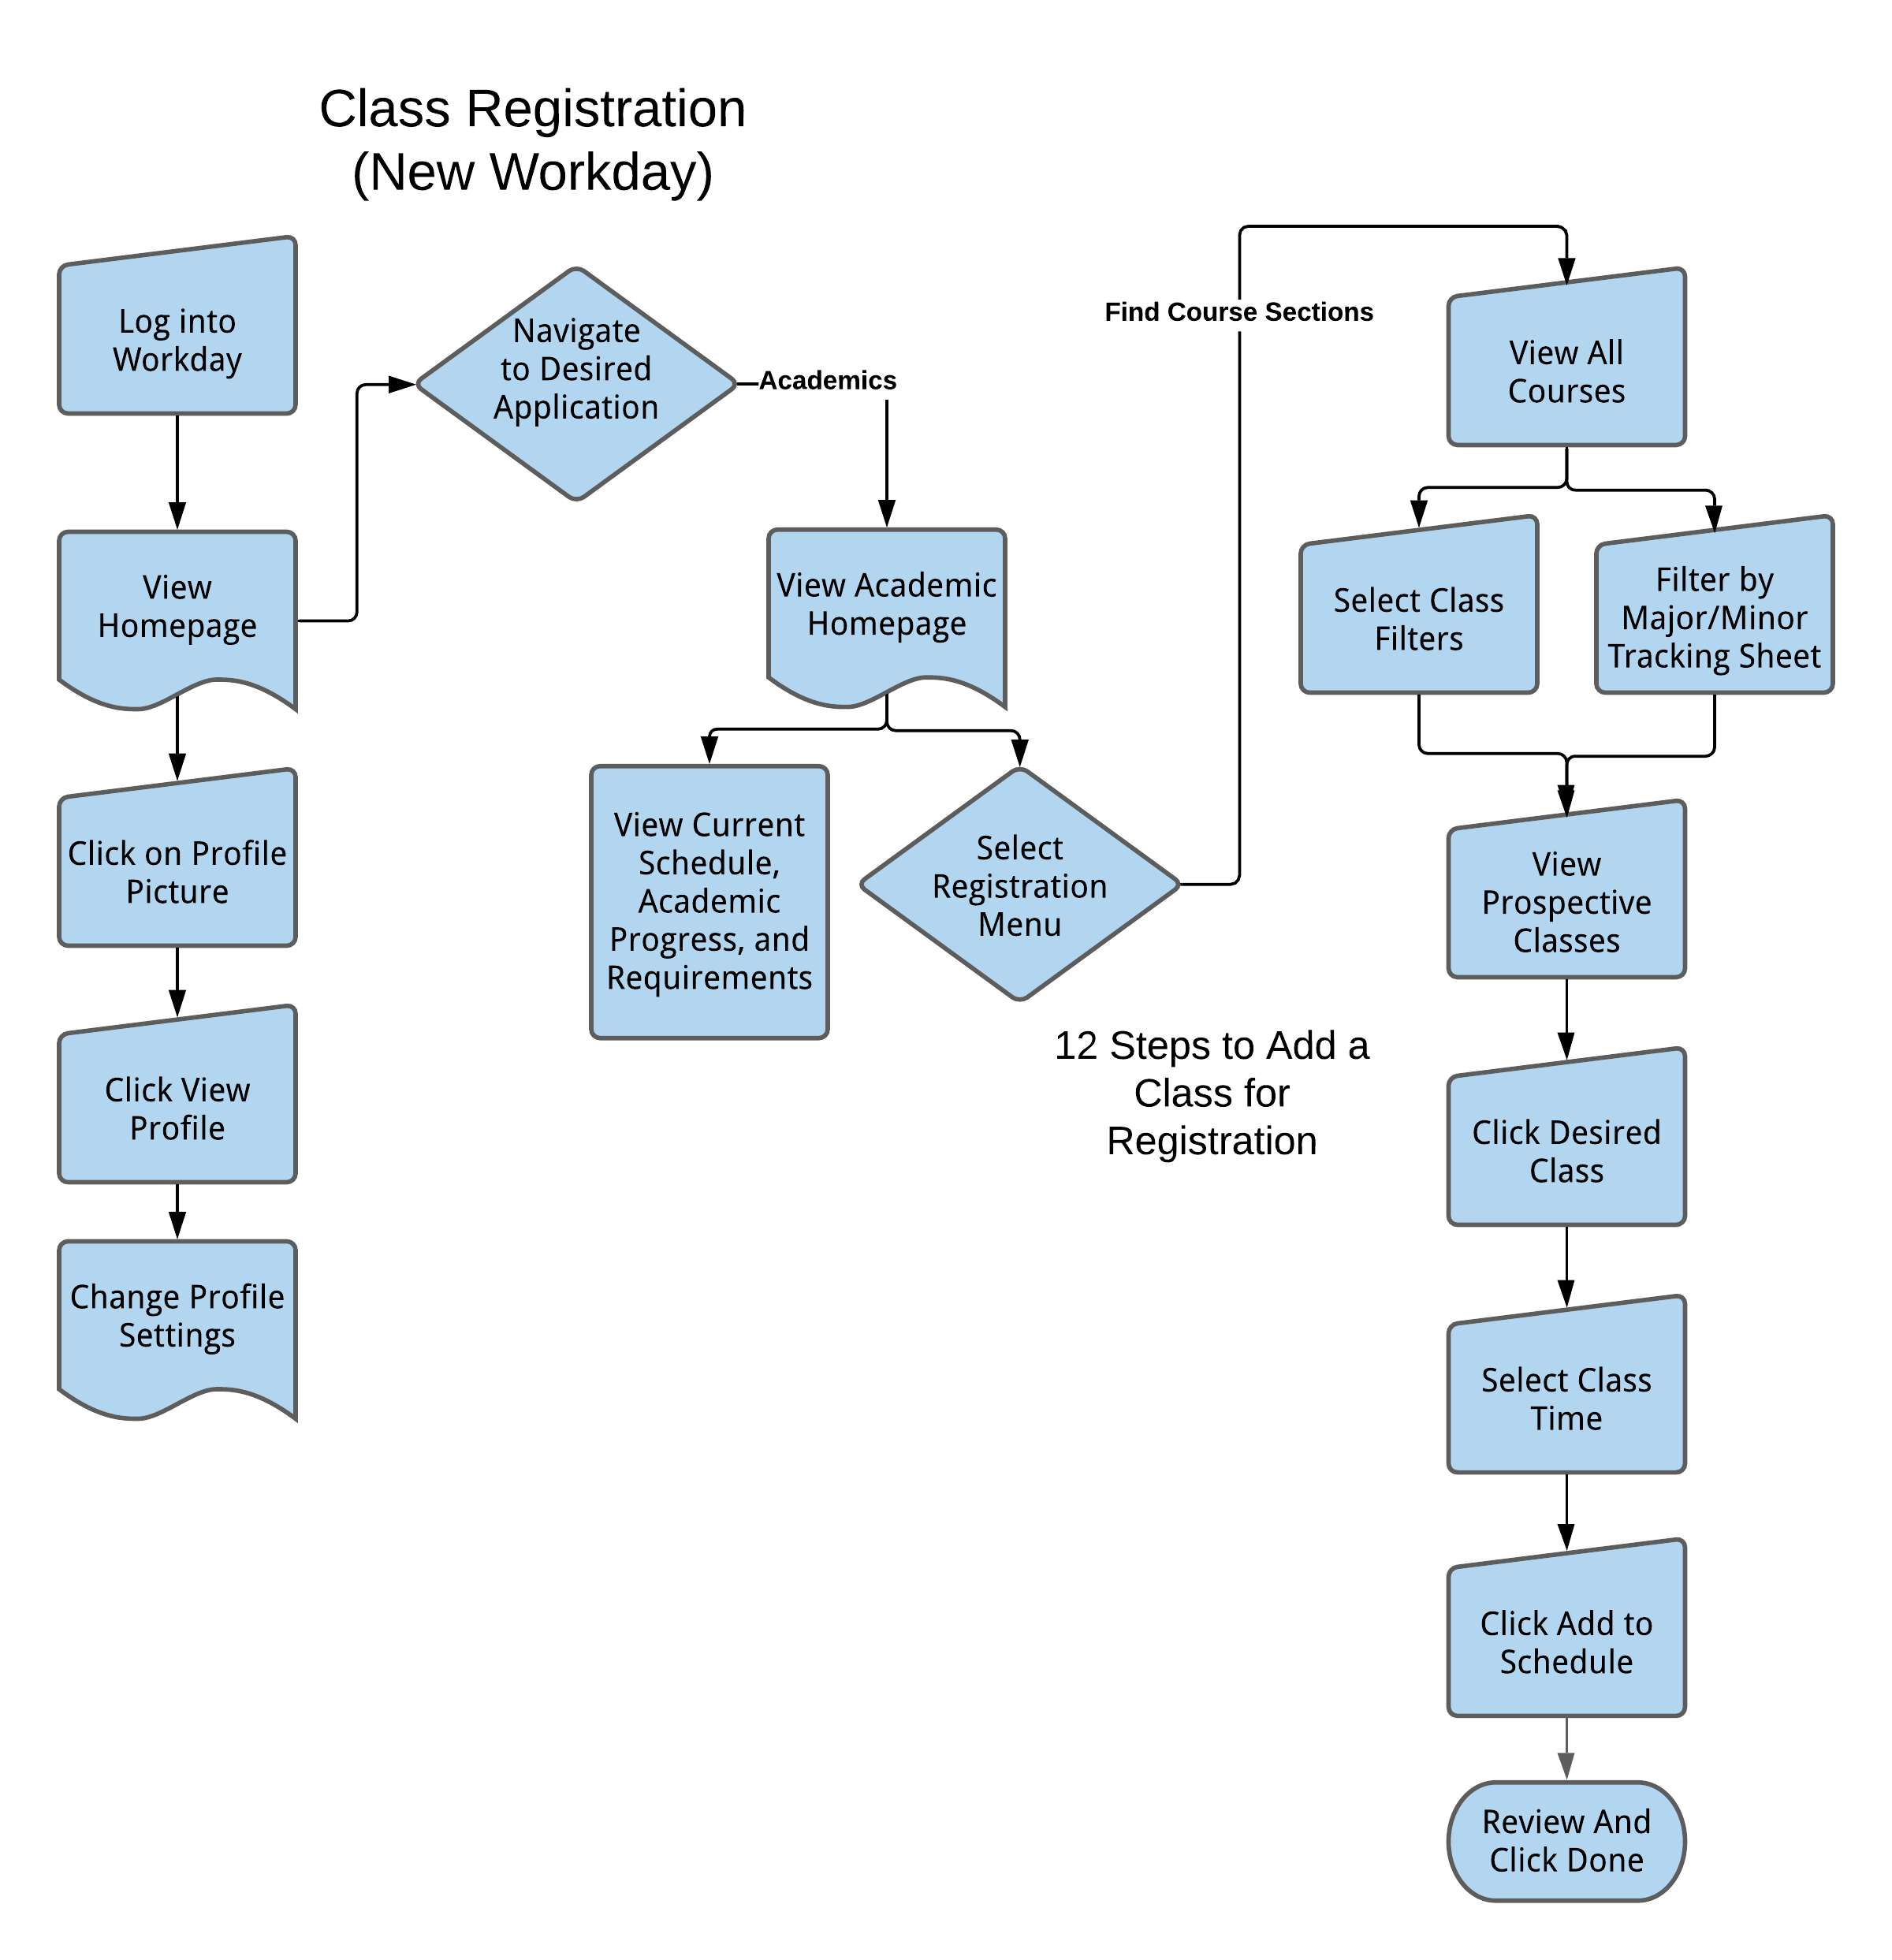 Class Registration
(New Workday)
Log into
Workday
View
Homepage
Click on Profile
Picture
Click View
Profile
Change Profile
Settings
Navigate
to Desired
Application
Academics
View Academic
Homepage
View Current
Schedule,
Academic
Progress, and
Requirements
Select
Registration
Menu
Find Course Sections
12 Steps to Add a
Class for
Registration
View All
Courses
Select Class
Filters
Filter by
Major/Minor
Tracking Sheet
View
Prospective
Classes
Click Desired
Class
Select Class
Time
Click Add to
Schedule
Review And
Click Done